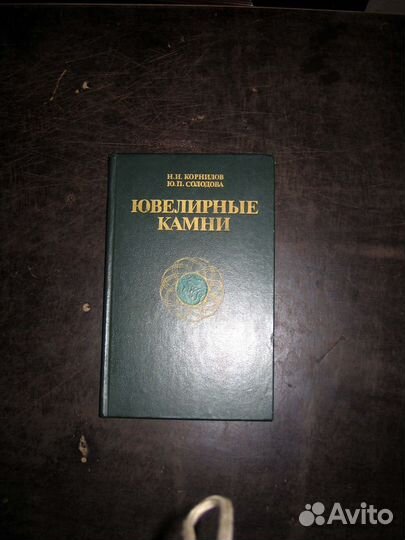 Н.И. КОРНИЛОВ
Ю.П. СОЛОДОВА
ЮВЕЛИРНЫЕ
КАМНИ
Avito